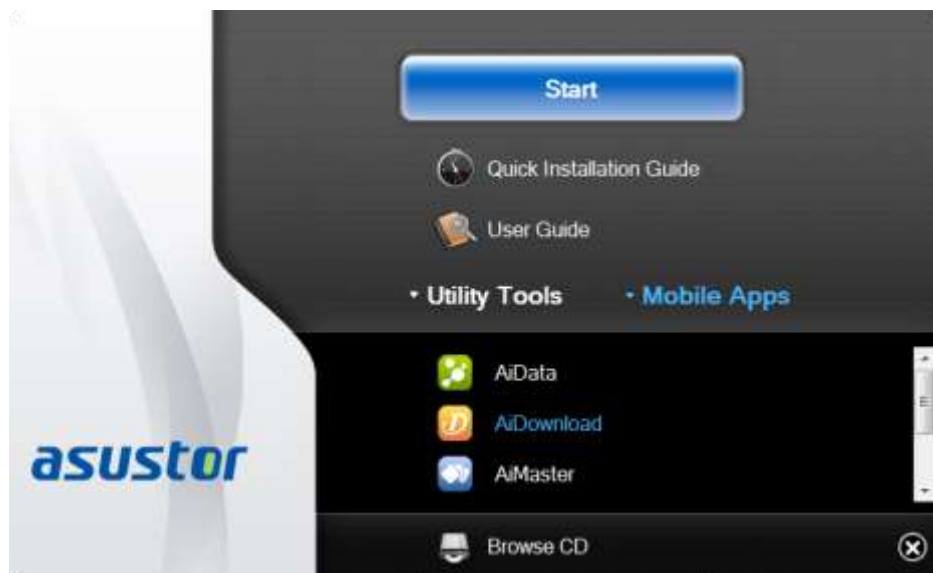 Start
Quick Installation Guide
User Guide
Utility Tools
Mobile Apps
AiData
AiDownload
AiMaster
asustor
Browse CD